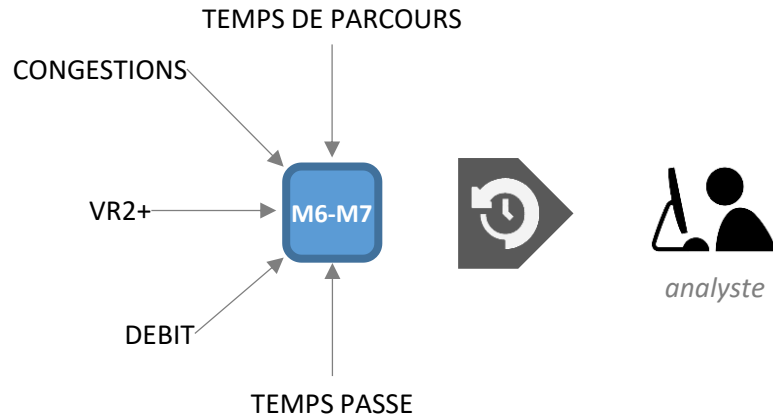 TEMPS DE PARCOURS
CONGESTIONS
VR2+
M6-M7
analyste
DEBIT
TEMPS PASSE